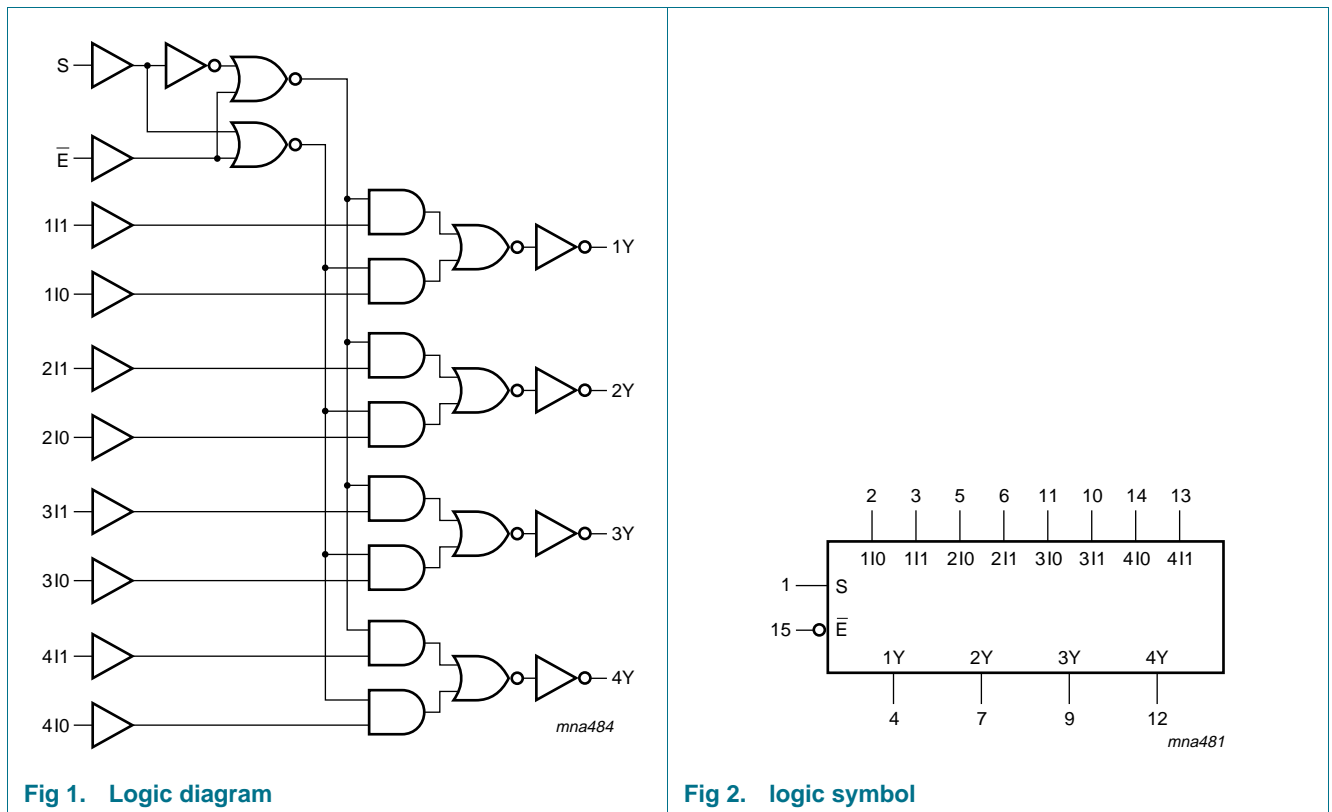 S
E̅
1I1
1I0
2I1
2I0
3I1
3I0
4I1
4I0
1Y
2Y
3Y
4Y
mna484
Fig 1. Logic diagram
2 3 5 6 11 10 14 13
1I0 1I1 2I0 2I1 3I0 3I1 4I0 4I1
1 S
15 E̅
1Y 2Y 3Y 4Y
4 7 9 12
mna481
Fig 2. logic symbol